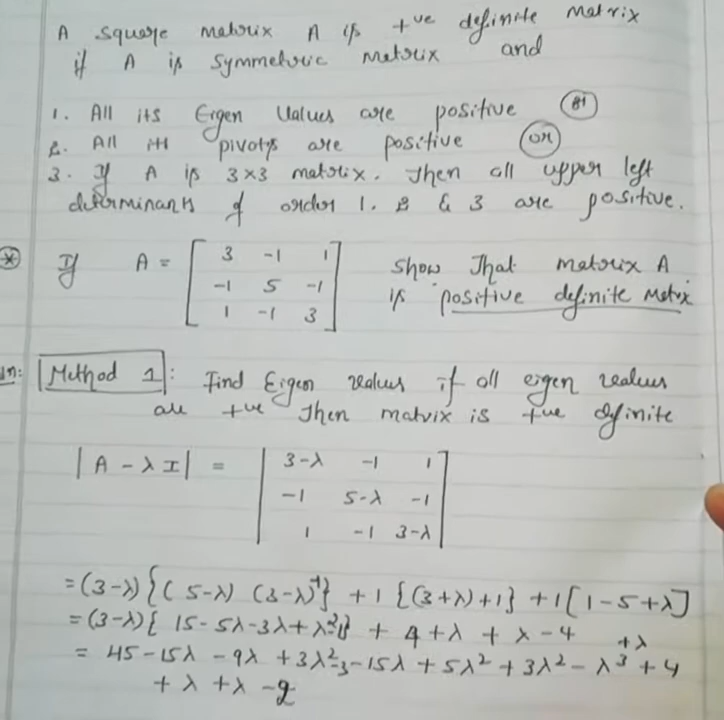 A square matrix A is +ve definite matrix
if A is symmetric matrix and
1. All its Eigen values are positive or
2. All its pivots are positive or
3. If A is 3×3 matrix. Then all upper left
determinants of order 1, 2 & 3 are positive.
* If A = [ 3 -1 1 show that matrix A
-1 5 -1 is positive definite matrix
1 -1 3 ]
Method 1 : Find Eigen values if all eigen values
are +ve then matrix is +ve definite
|A - λI| = | 3-λ -1 1
-1 5-λ -1
1 -1 3-λ |
= (3-λ){(5-λ)(3-λ)-1} + 1{(3+λ)+1} + 1[1-5+λ]
= (3-λ){15-5λ-3λ+λ²-1} + 4+λ + λ-4
= 45-15λ-9λ+3λ²-3-15λ+5λ²+3λ²-λ³+4 +λ
+λ+λ-2